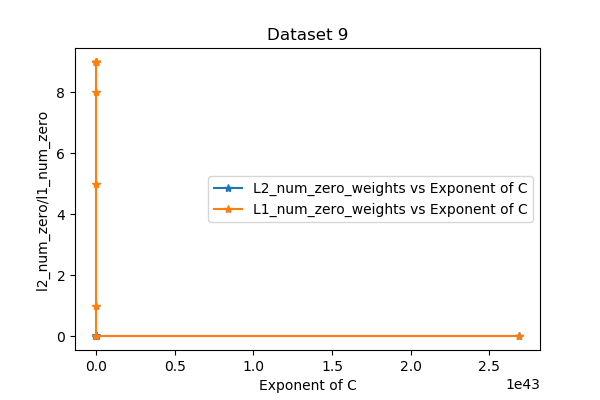 Dataset 9
l2_num_zero/l1_num_zero
8
6
4
2
0
L2_num_zero_weights vs Exponent of C
L1_num_zero_weights vs Exponent of C
0.0 0.5 1.0 1.5 2.0 2.5
1e43
Exponent of C